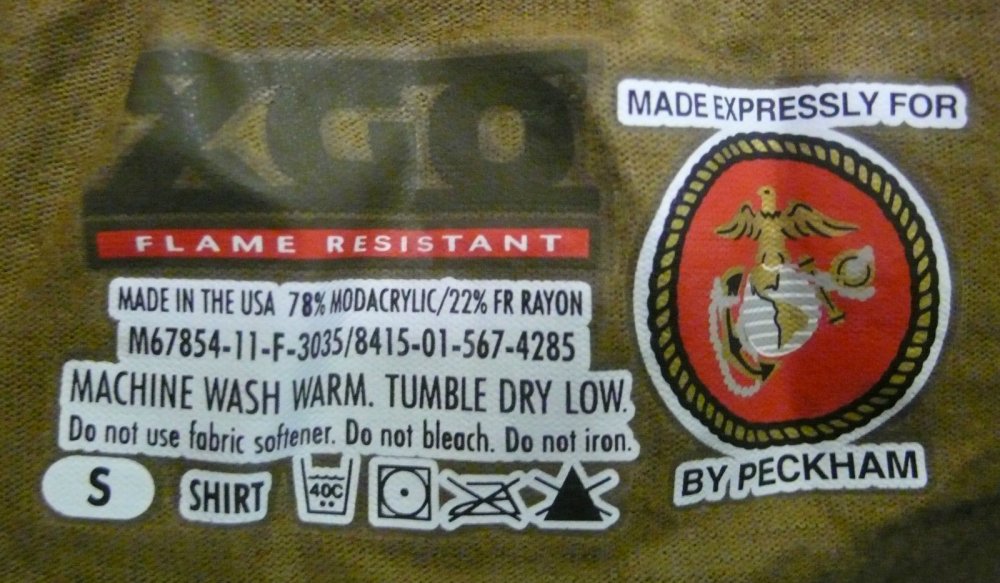 XGO
FLAME RESISTANT
MADE IN THE USA 78% MODACRYLIC/22% FR RAYON
M67854-11-F-3035/8415-01-567-4285
MACHINE WASH WARM. TUMBLE DRY LOW.
Do not use fabric softener. Do not bleach. Do not iron.
S SHIRT 40C
MADE EXPRESSLY FOR
BY PECKHAM